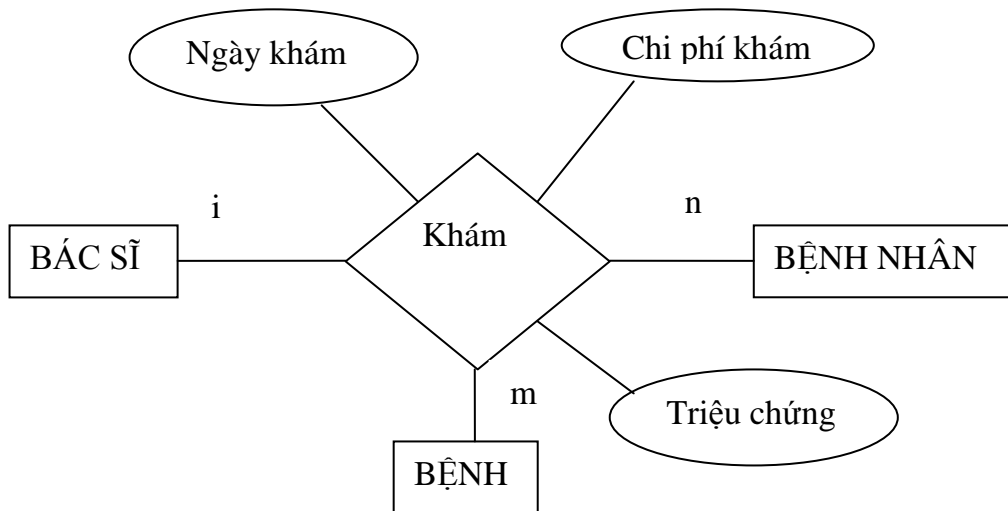 Ngày khám
Chi phí khám
i
n
BÁC SĨ
Khám
BỆNH NHÂN
m
Triệu chứng
BỆNH